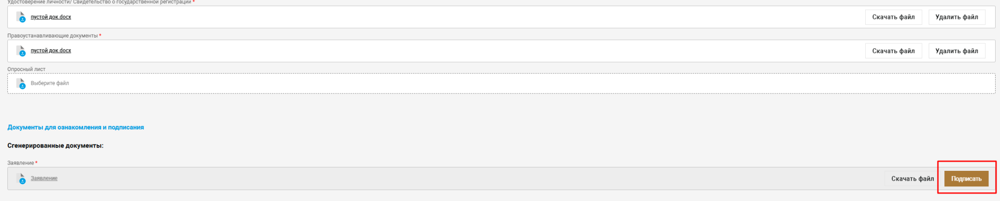 Удостоверение личности/ Свидетельство о государственной регистрации *
пустой док.docx Скачать файл Удалить файл
Правоустанавливающие документы *
пустой док.docx Скачать файл Удалить файл
Опросный лист
Выберите файл
Документы для ознакомления и подписания
Сгенерированные документы:
Заявление *
Заявление Скачать файл Подписать